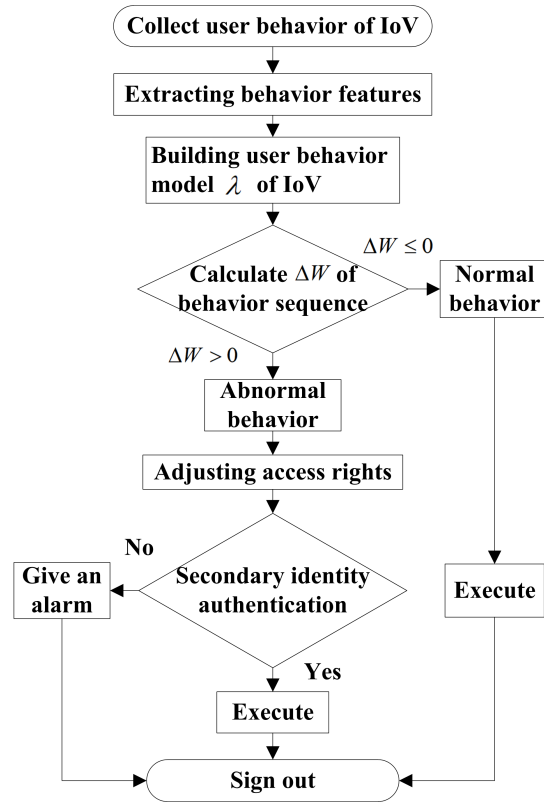 Collect user behavior of IoV
Extracting behavior features
Building user behavior
model λ of IoV
ΔW ≤ 0
Calculate ΔW of
behavior sequence
Normal
behavior
ΔW > 0
Abnormal
behavior
Adjusting access rights
No
Secondary identity
authentication
Give an
alarm
Execute
Yes
Execute
Sign out